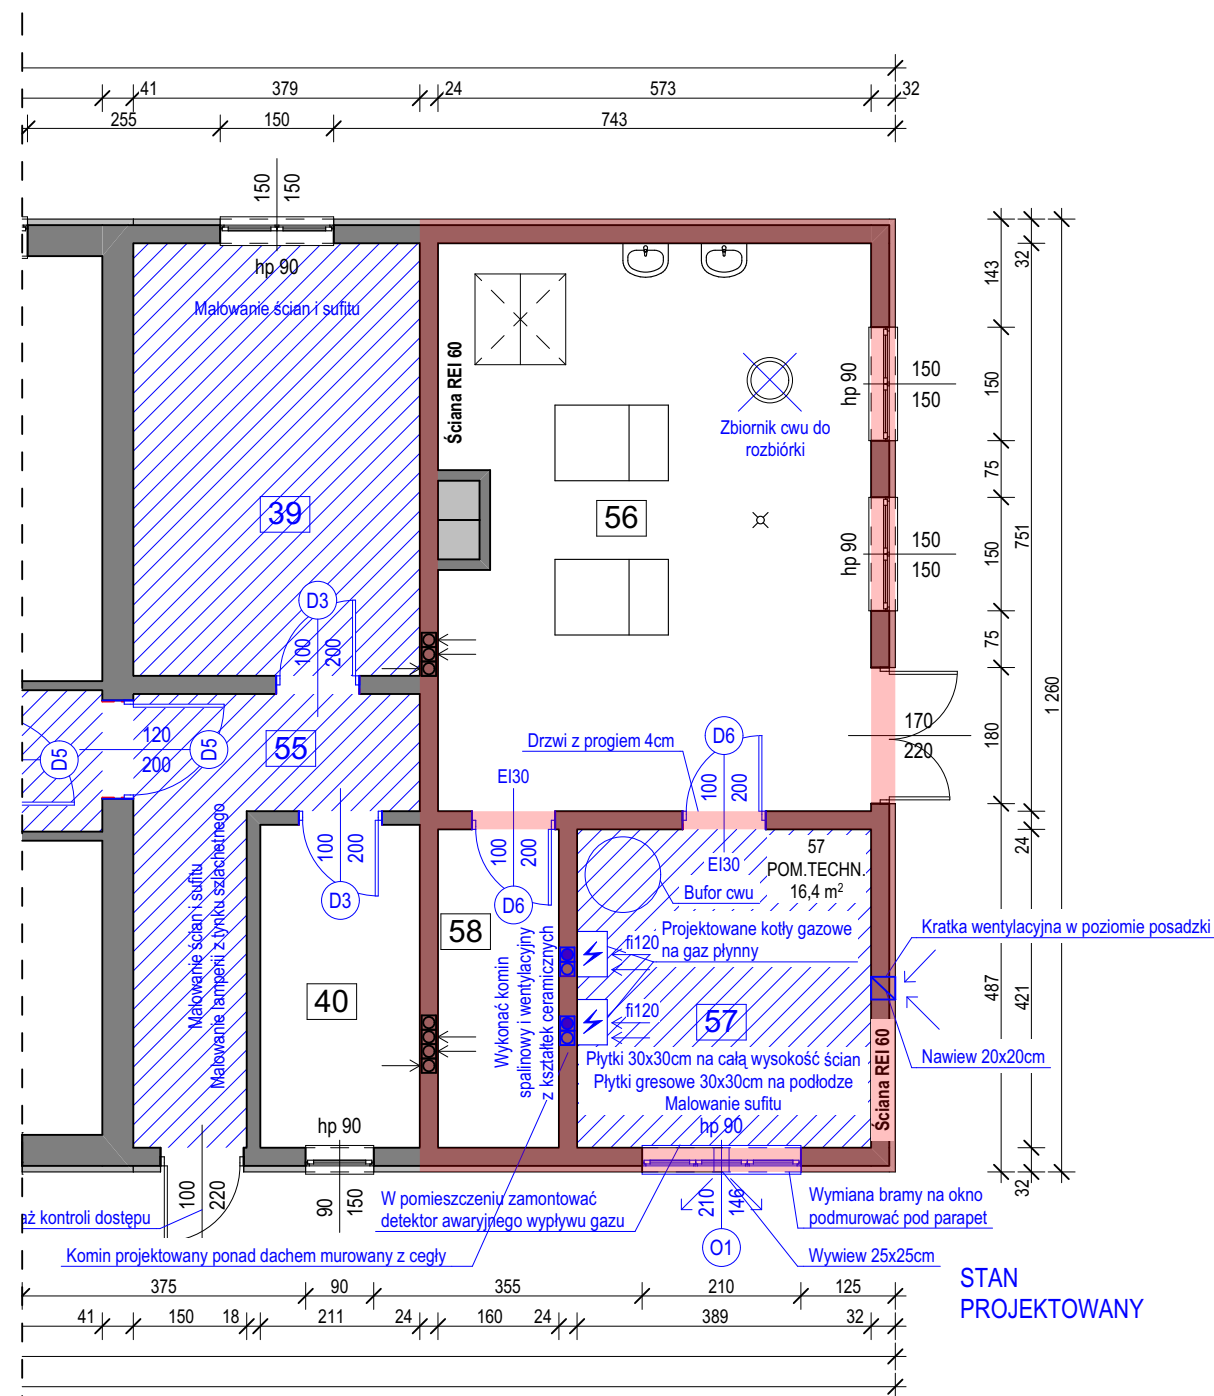 41
379
24
573
32
255
150
743
150
150
hp 90
Malowanie ścian i sufitu
Ściana REI 60
Zbiornik cwu do
rozbiórki
hp 90
150
150
hp 90
150
150
143
32
150
75
150
751
75
180
1 260
24
487
421
32
39
56
D3
100
200
55
120
200
D5
D5
170
220
Drzwi z progiem 4cm
D6
100
200
EI30
EI30
100
200
D3
100
200
D6
57
POM.TECHN.
16,4 m²
Bufor cwu
Malowanie ścian i sufitu
Malowanie lamperii z tynku szlachetnego
58
40
Wykonać komin
spalinowy i wentylacyjny
z kształtek ceramicznych
fi120
Projektowane kotły gazowe
na gaz płynny
fi120
57
Płytki 30x30cm na całą wysokość ścian
Płytki gresowe 30x30cm na podłodze
Malowanie sufitu
hp 90
Ściana REI 60
Kratka wentylacyjna w poziomie posadzki
Nawiew 20x20cm
hp 90
90
150
100
220
aż kontroli dostępu
W pomieszczeniu zamontować
detektor awaryjnego wypływu gazu
210
146
O1
Wymiana bramy na okno
podmurować pod parapet
Komin projektowany ponad dachem murowany z cegły
Wywiew 25x25cm
STAN
PROJEKTOWANY
375
90
355
210
125
41
150
18
211
24
160
24
389
32